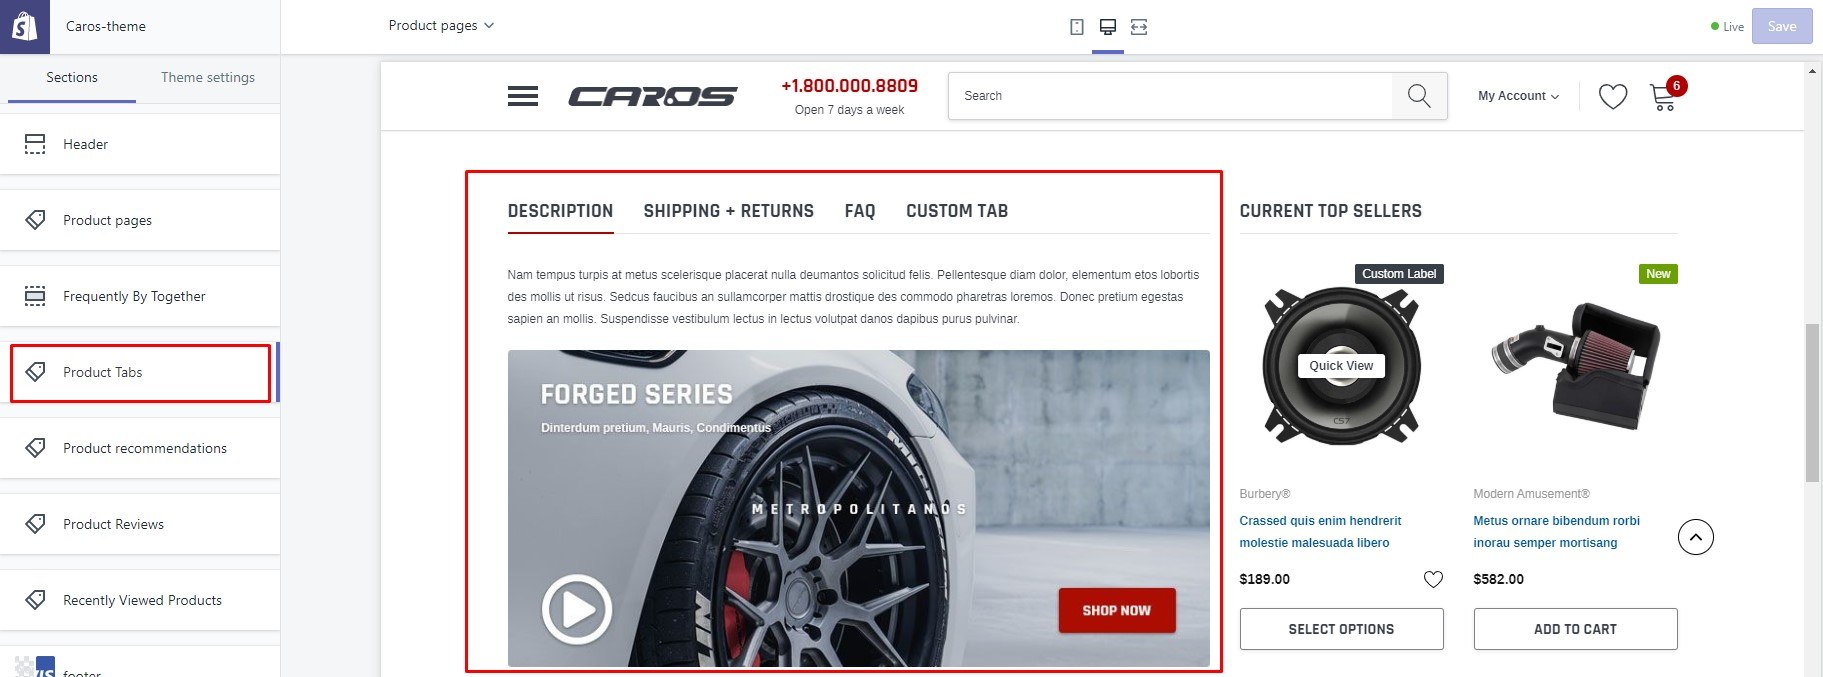 Caros-theme
Product pages
Live
Save
Sections
Theme settings
Header
Product pages
Frequently By Together
Product Tabs
Product recommendations
Product Reviews
Recently Viewed Products
footer
CAROS
+1.800.000.8809
Open 7 days a week
Search
My Account
6
DESCRIPTION
SHIPPING + RETURNS
FAQ
CUSTOM TAB
Nam tempus turpis at metus scelerisque placerat nulla deumantos solicitud felis. Pellentesque diam dolor, elementum etos lobortis
des mollis ut risus. Sedcus faucibus an sullamcorper mattis drostique des commodo pharetras loremos. Donec pretium egestas
sapien an mollis. Suspendisse vestibulum lectus in lectus volutpat danos dapibus purus pulvinar.
FORGED SERIES
Dinterdum pretium, Mauris, Condimentus
METROPOLITANOS
SHOP NOW
CURRENT TOP SELLERS
Custom Label
Quick View
CS7
Burbery®
Crassed quis enim hendrerit
molestie malesuada libero
$189.00
SELECT OPTIONS
New
Modern Amusement®
Metus ornare bibendum rorbi
inorau semper mortisang
$582.00
ADD TO CART